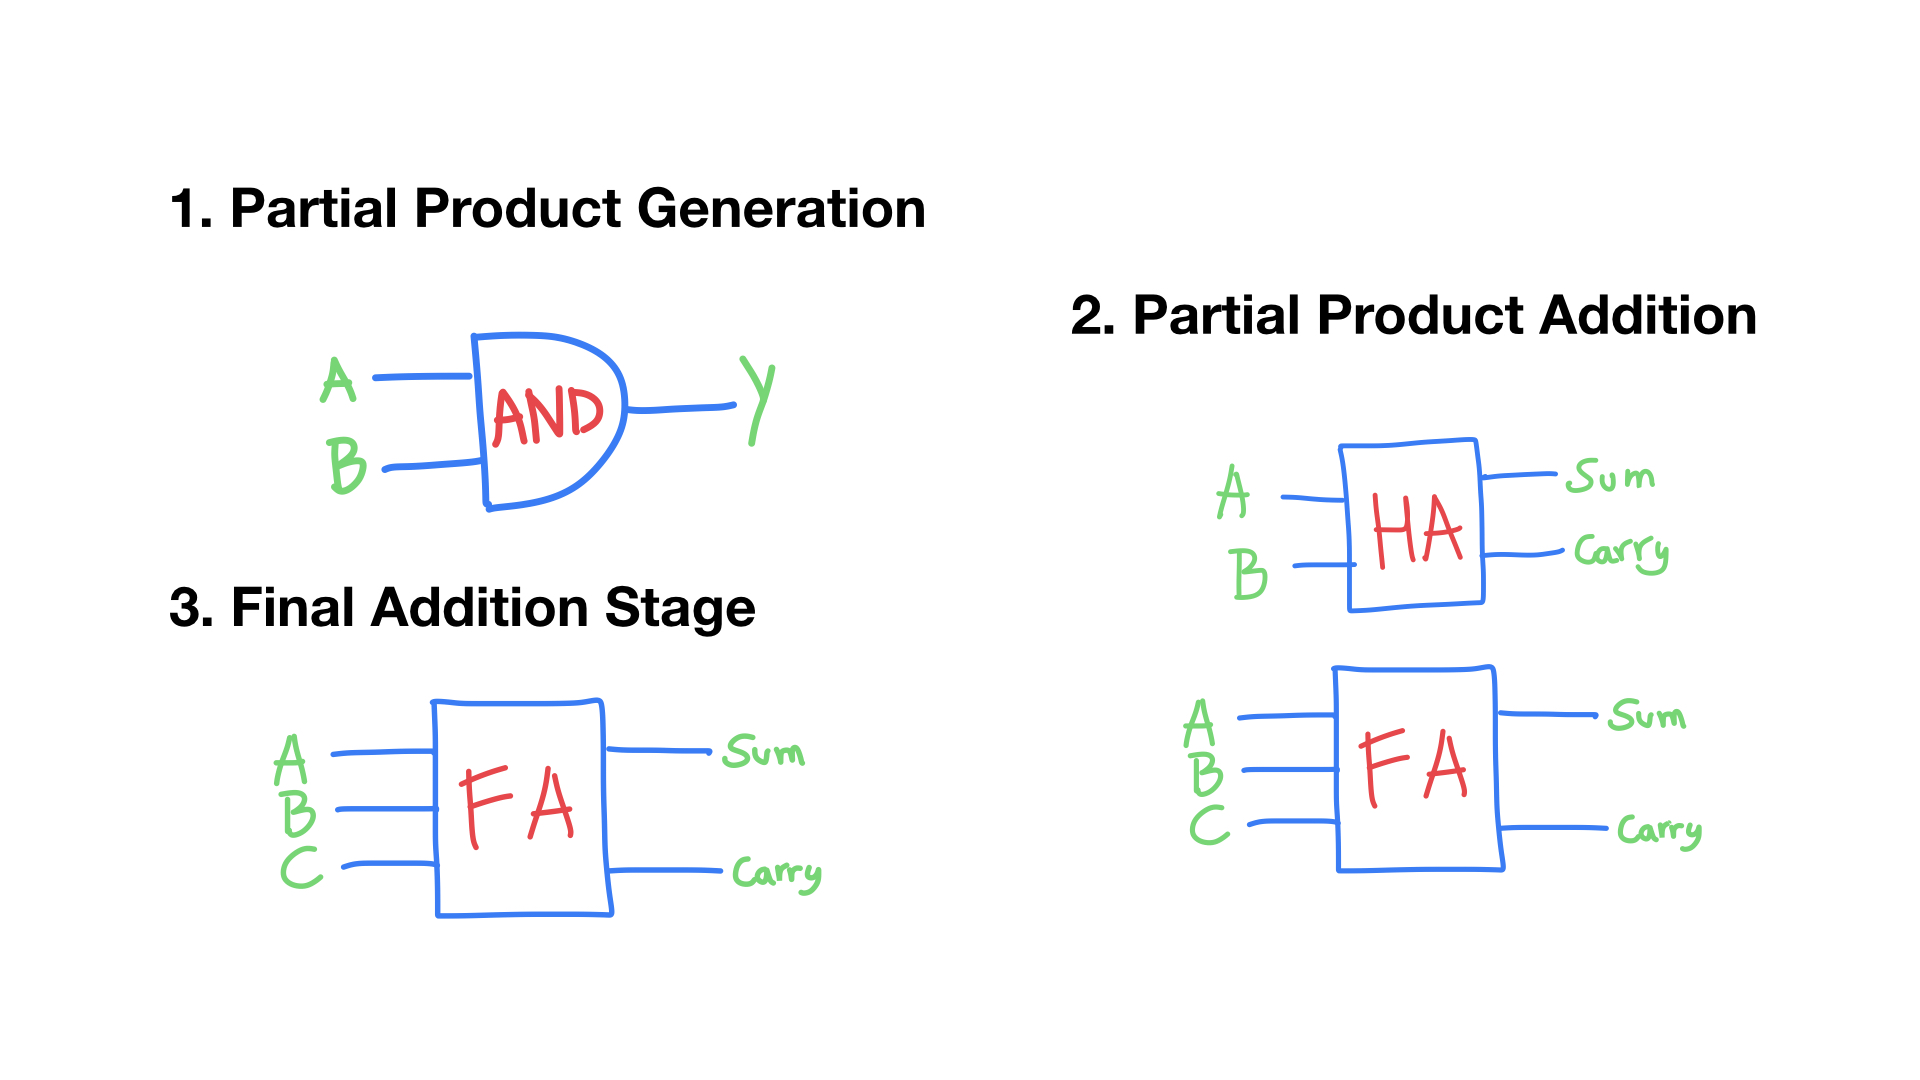 1. Partial Product Generation
A
B
AND
Y
2. Partial Product Addition
A
B
HA
Sum
Carry
A
B
C
FA
Sum
Carry
3. Final Addition Stage
A
B
C
FA
Sum
Carry